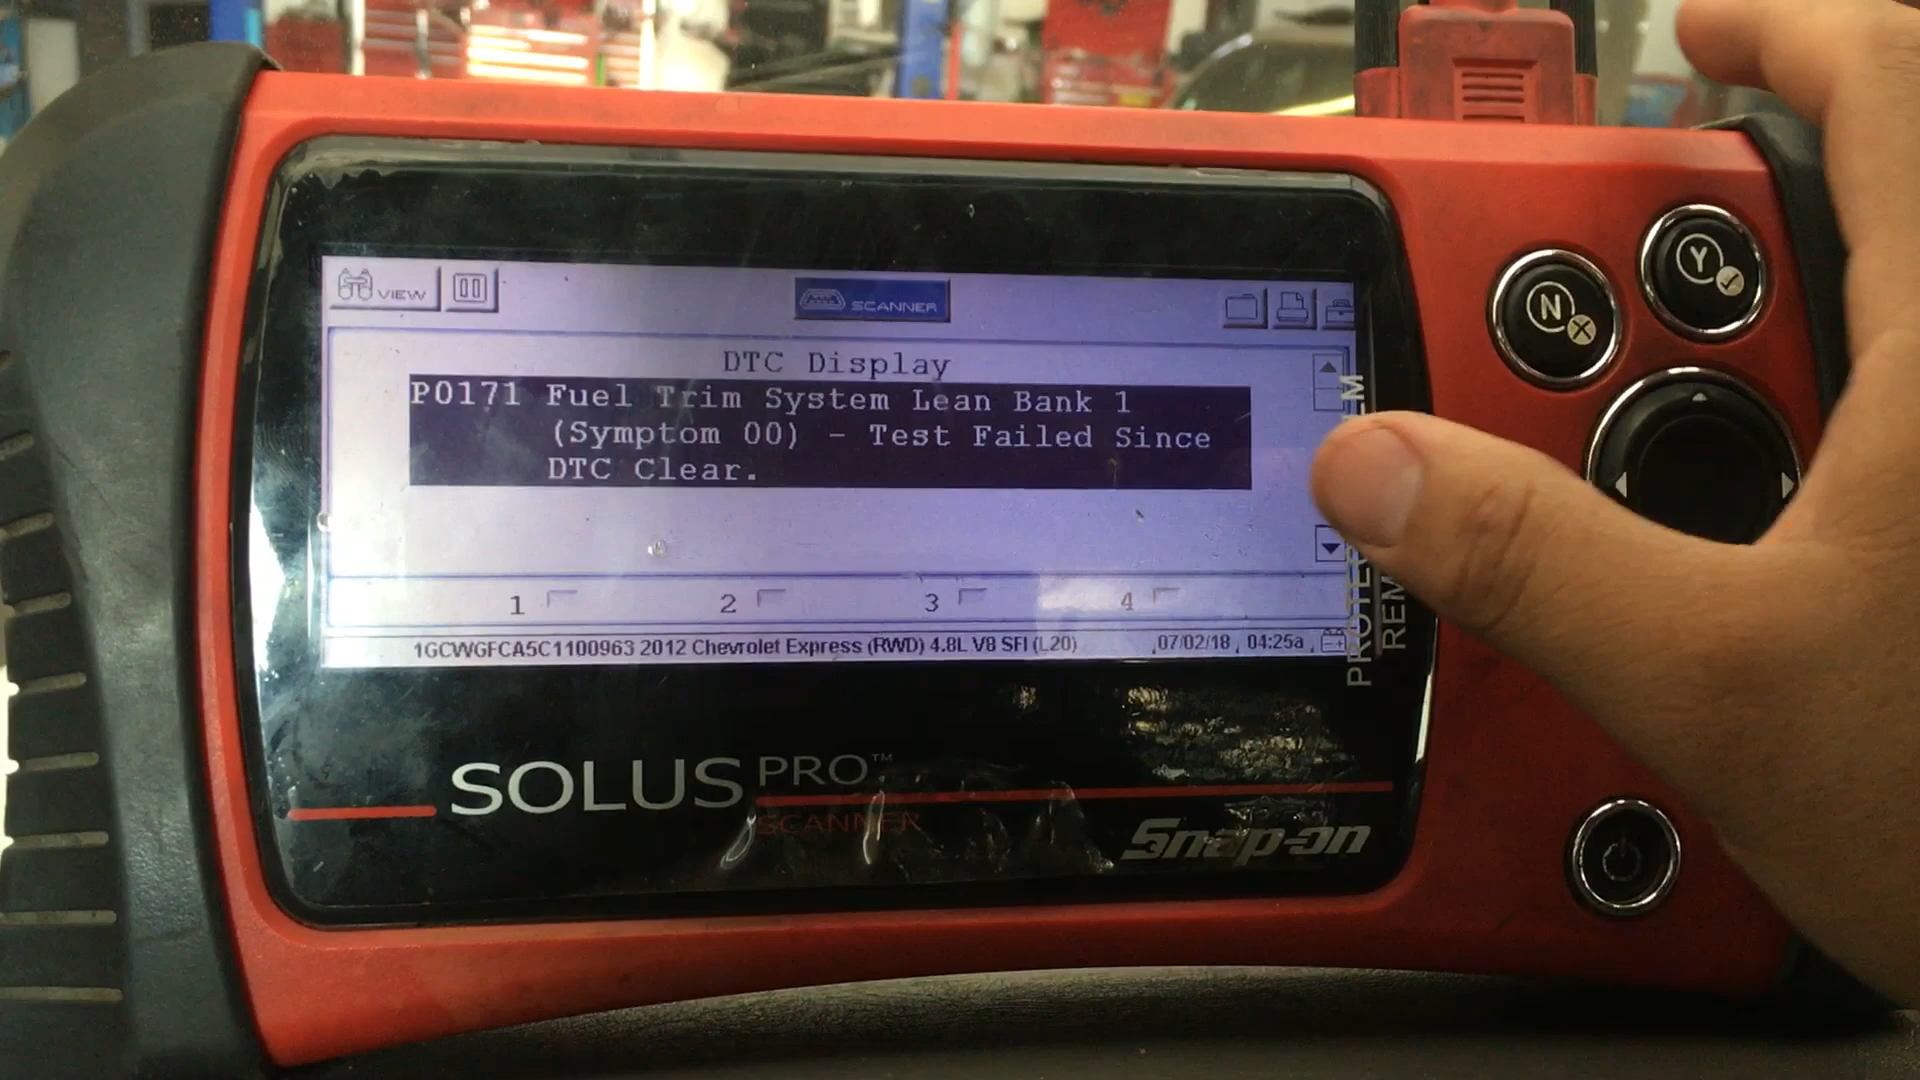 VIEW
SCANNER
DTC Display
P0171 Fuel Trim System Lean Bank 1
(Symptom 00) - Test Failed Since
DTC Clear.
1 2 3 4
1GCWGFCA5C1100963 2012 Chevrolet Express (RWD) 4.8L V8 SFI (L20) 07/02/18 04:25a
SOLUS PRO™
SCANNER
Snap-on
N
Y